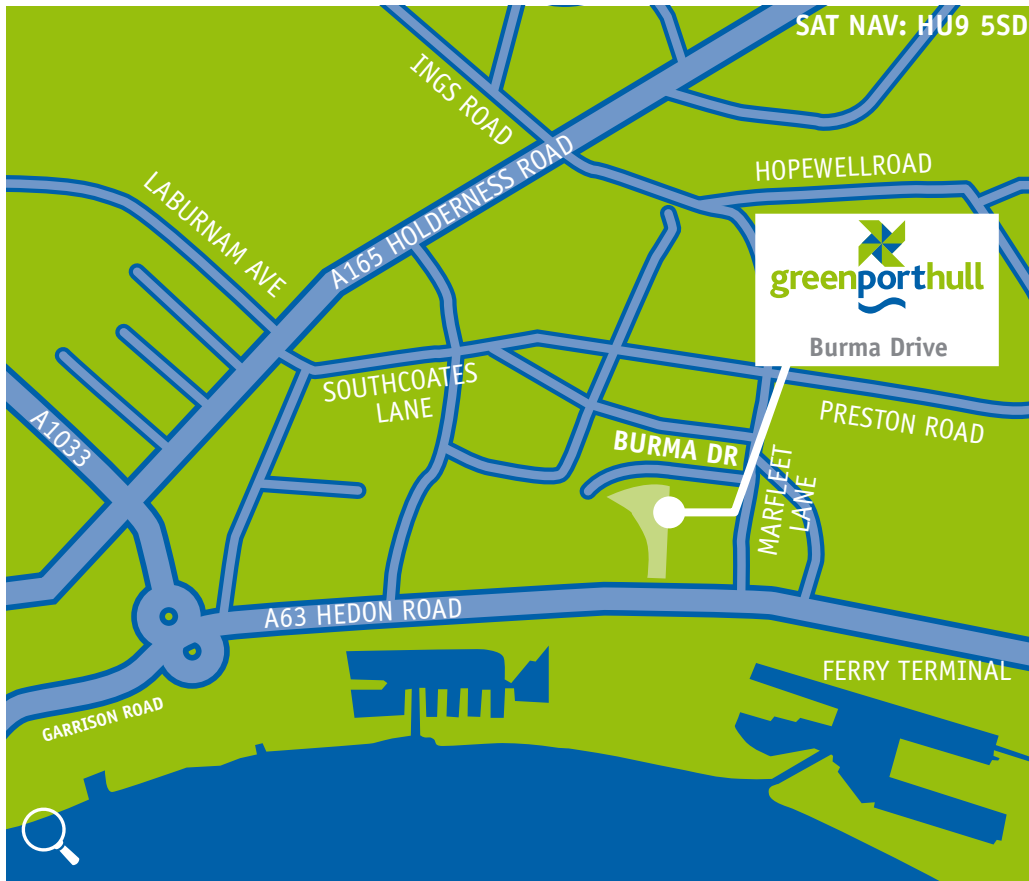 SAT NAV: HU9 5SD
INGS ROAD
HOPEWELLROAD
LABURNAM AVE
A165 HOLDERNESS ROAD
greenporthull
Burma Drive
SOUTHCOATES
LANE
PRESTON ROAD
A1033
BURMA DR
MARFLEET
LANE
A63 HEDON ROAD
FERRY TERMINAL
GARRISON ROAD